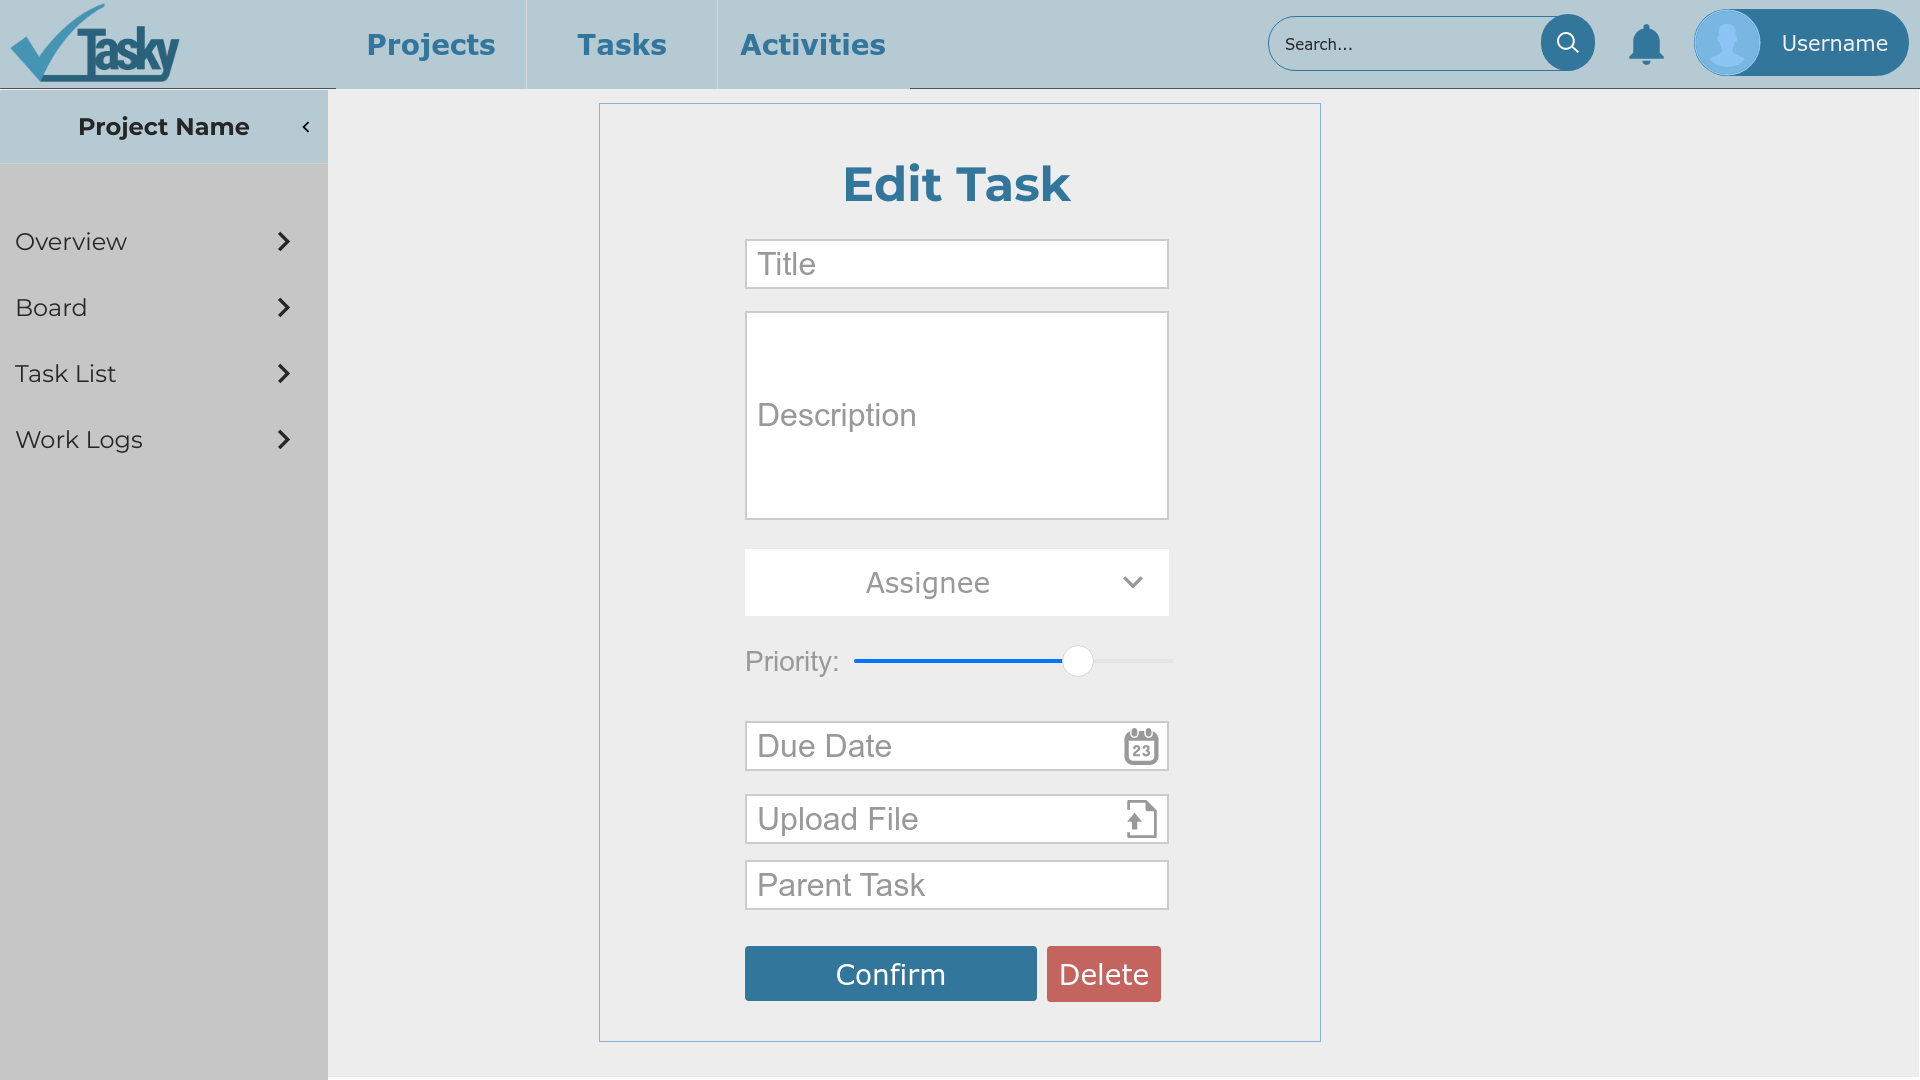 Tasky
Projects
Tasks
Activities
Search...
Username
Project Name
Overview
Board
Task List
Work Logs
Edit Task
Title
Description
Assignee
Priority:
Due Date
23
Upload File
Parent Task
Confirm
Delete